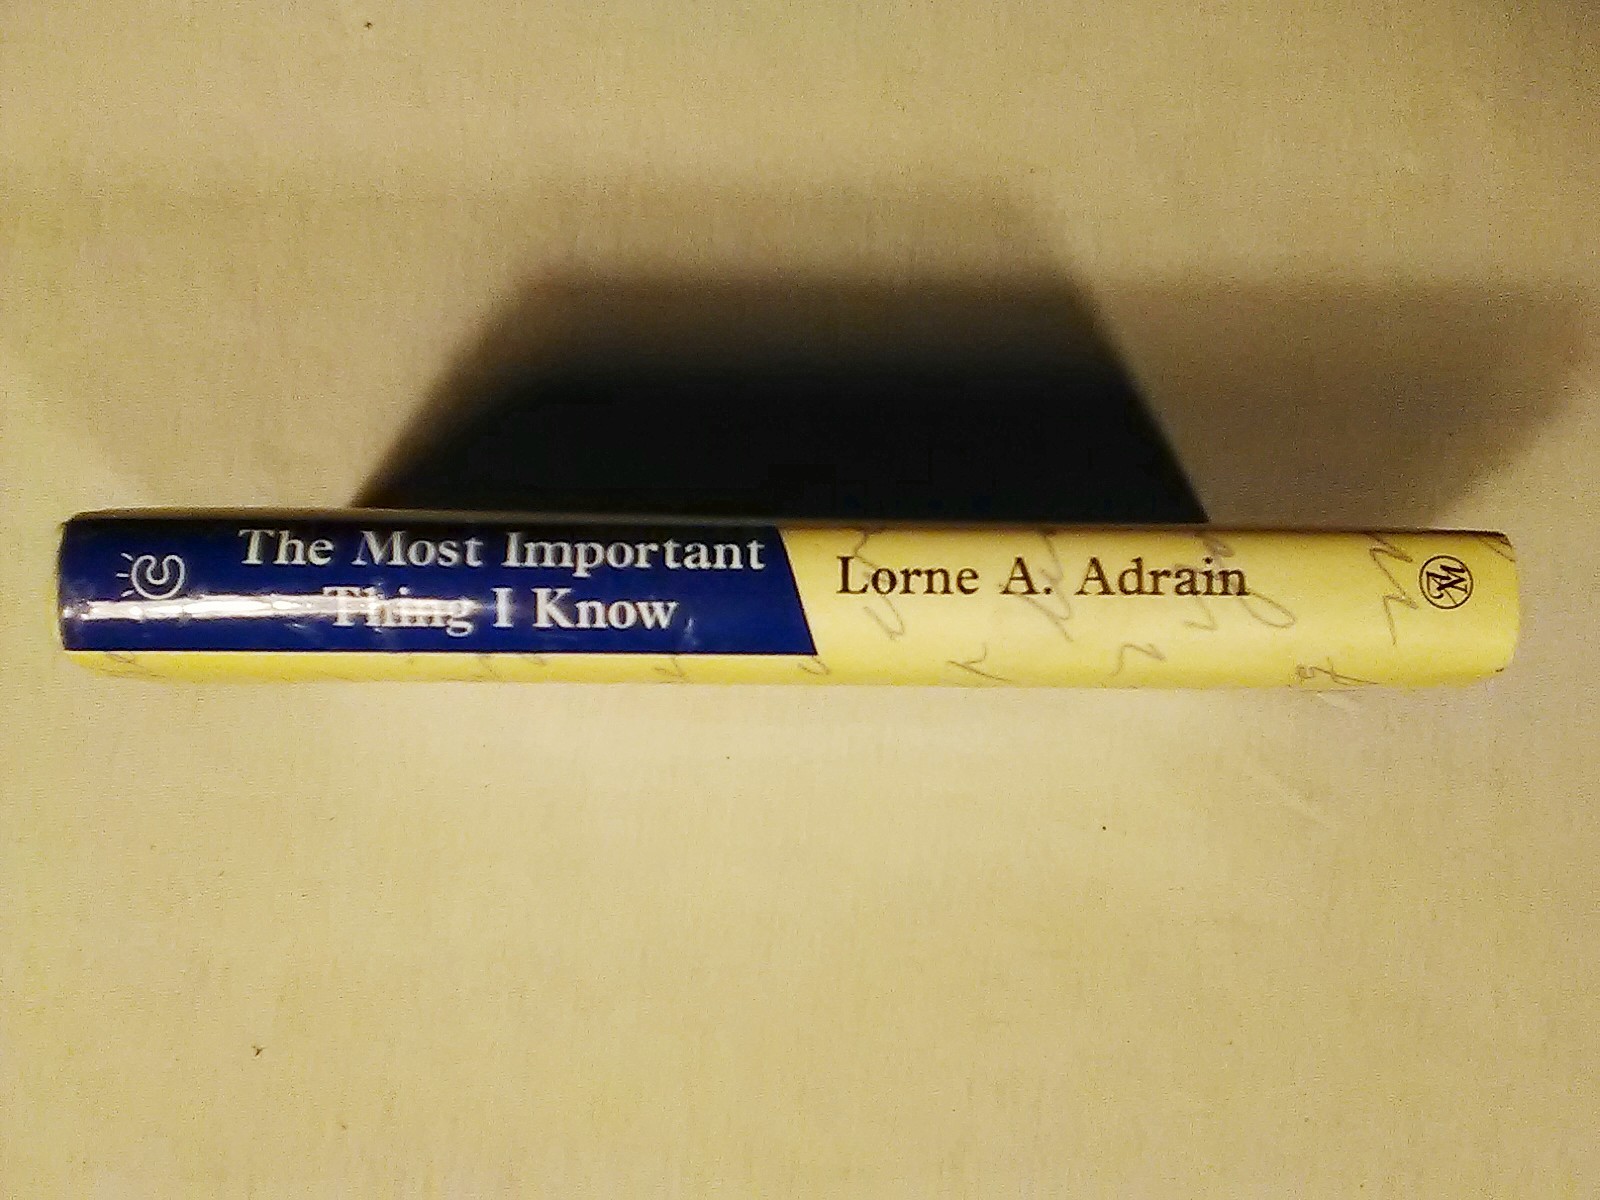 The Most Important
Thing I Know
Lorne A. Adrain